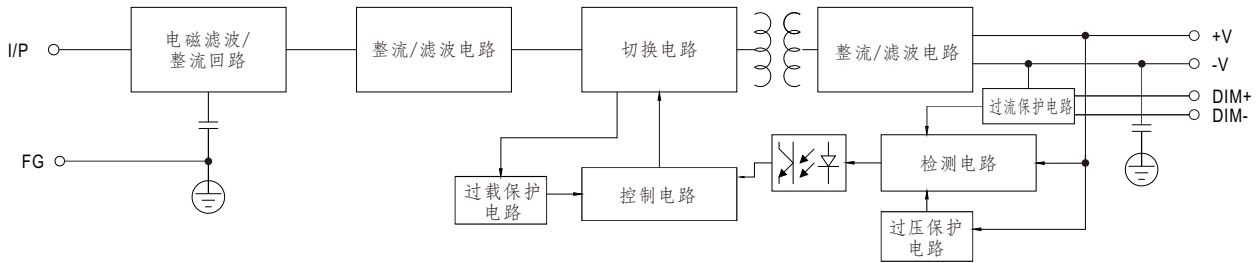 I/P
电磁滤波/
整流回路
整流/滤波电路
切换电路
整流/滤波电路
+V
-V
DIM+
DIM-
过流保护电路
FG
检测电路
过载保护
电路
控制电路
过压保护
电路